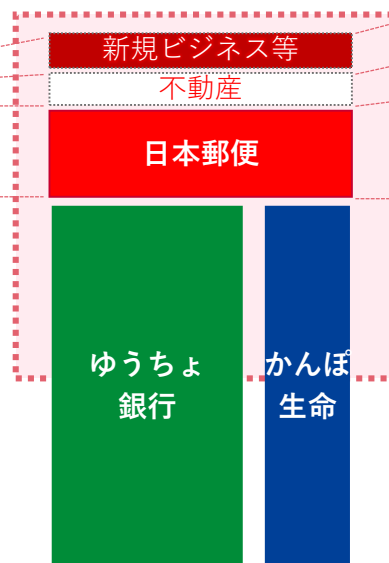 新規ビジネス等
不動産
日本郵便
ゆうちょ
銀行
かんぽ
生命